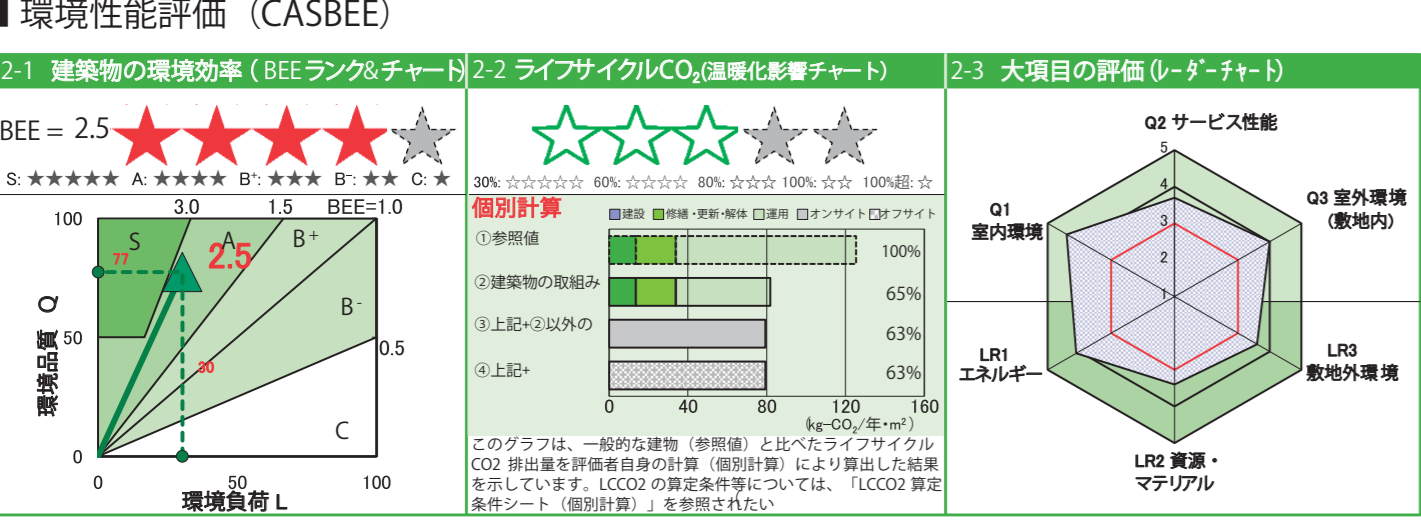 ■環境性能評価（CASBEE）
2-1 建築物の環境効率（BEEランク&チャート)
BEE = 2.5
S: ★★★★★ A: ★★★★ B⁺: ★★★ B⁻: ★★ C: ★
3.0 1.5 BEE=1.0
100
S
A
B⁺
77
2.5
B⁻
50
0.5
30
C
0
0 50 100
環境品質 Q
環境負荷 L
2-2 ライフサイクルCO₂(温暖化影響チャート)
30%: ☆☆☆☆☆ 60%: ☆☆☆☆ 80%: ☆☆☆ 100%: ☆☆ 100%超: ☆
個別計算
建設 修繕・更新・解体 運用 オンサイト オフサイト
①参照値 100%
②建築物の取組み 65%
③上記+②以外の 63%
④上記+ 63%
0 40 80 120 160
(kg-CO₂/年・m²)
このグラフは、一般的な建物（参照値）と比べたライフサイクル
CO2 排出量を評価者自身の計算（個別計算）により算出した結果
を示しています。LCCO2 の算定条件等については、「LCCO2 算定
条件シート（個別計算）」を参照されたい
2-3 大項目の評価(レーダーチャート)
Q2 サービス性能
5
4
3
2
1
Q1
室内環境
Q3 室外環境
(敷地内)
LR1
エネルギー
LR3
敷地外環境
LR2 資源・
マテリアル